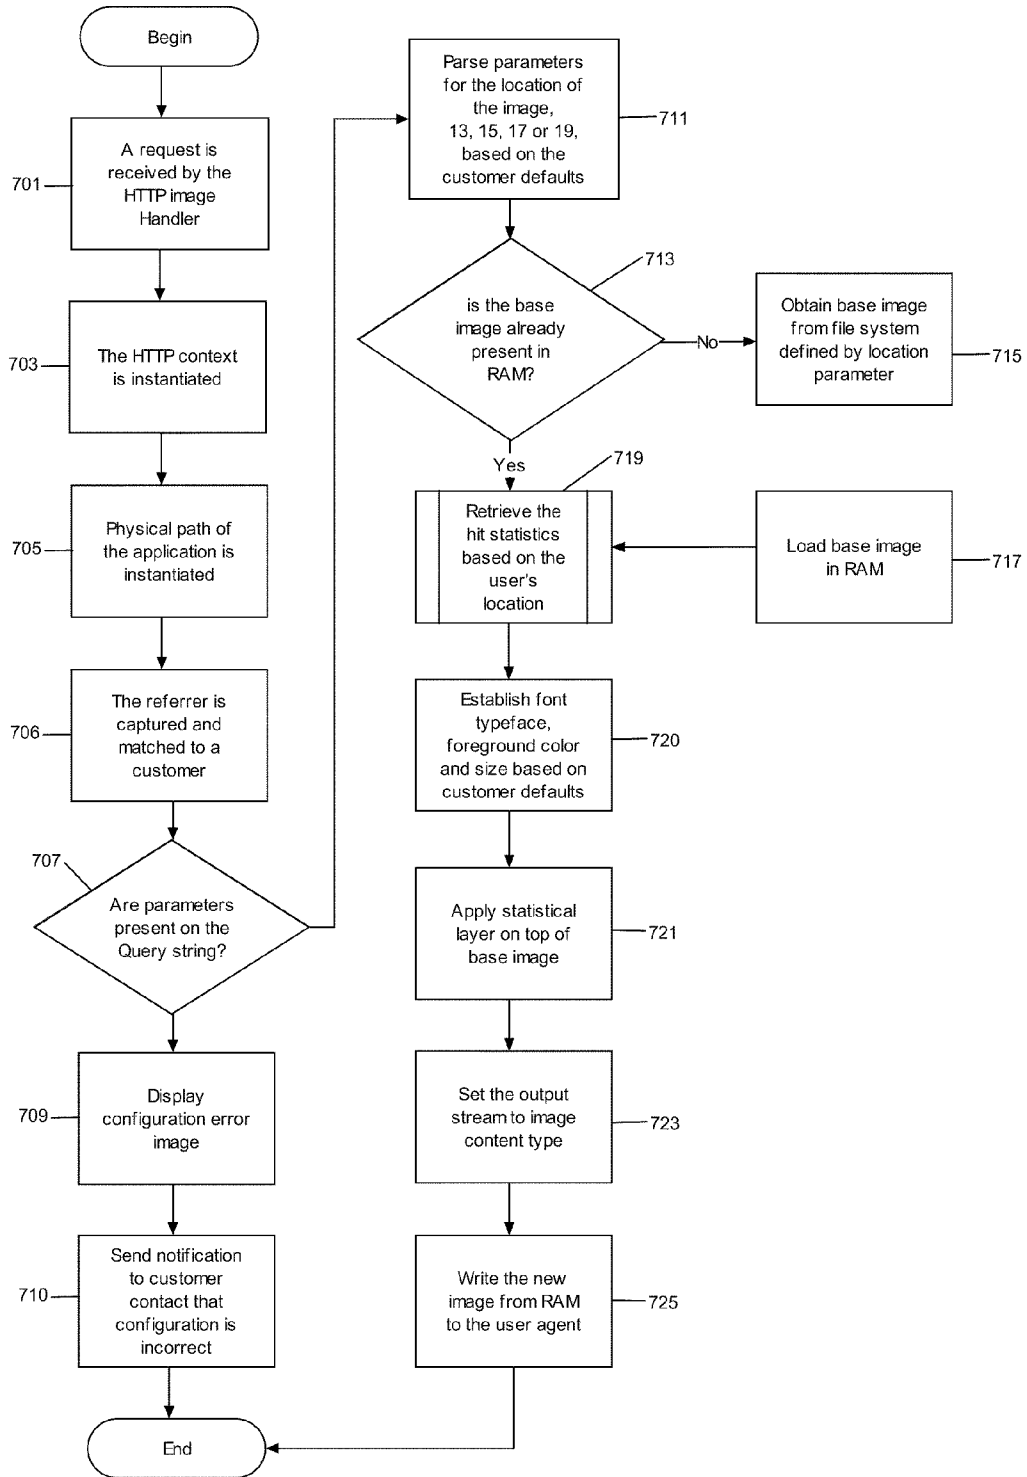 Begin
701
A request is
received by the
HTTP image
Handler
703
The HTTP context
is instantiated
705
Physical path of
the application is
instantiated
706
The referrer is
captured and
matched to a
customer
707
Are parameters
present on the
Query string?
709
Display
configuration error
image
710
Send notification
to customer
contact that
configuration is
incorrect
End
Parse parameters
for the location of
the image,
13, 15, 17 or 19,
based on the
customer defaults
711
is the base
image already
present in
RAM?
713
No
Obtain base image
from file system
defined by location
parameter
715
Yes
719
Retrieve the
hit statistics
based on the
user's
location
Load base image
in RAM
717
Establish font
typeface,
foreground color
and size based on
customer defaults
720
Apply statistical
layer on top of
base image
721
Set the output
stream to image
content type
723
Write the new
image from RAM
to the user agent
725